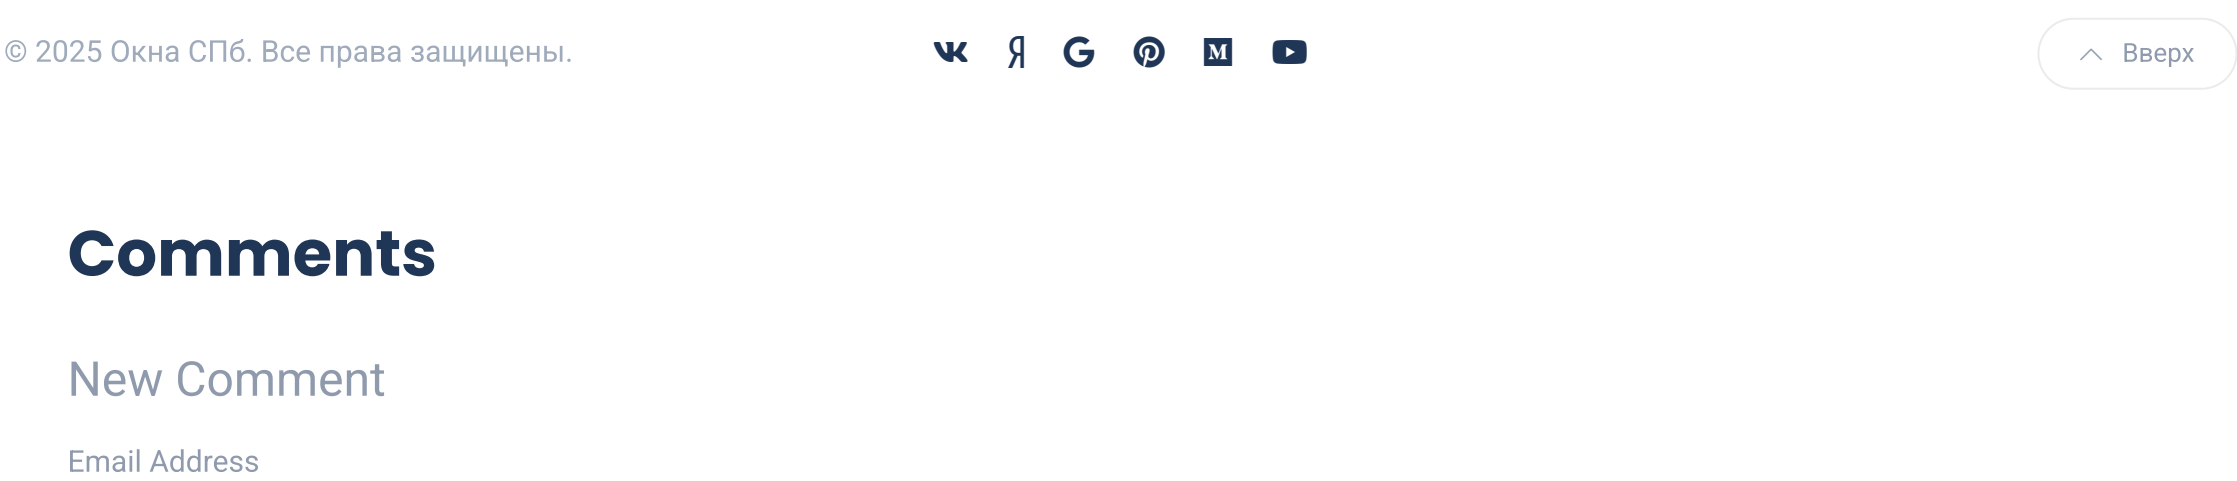 © 2025 Окна СПб. Все права защищены.
Вверх
Comments
New Comment
Email Address